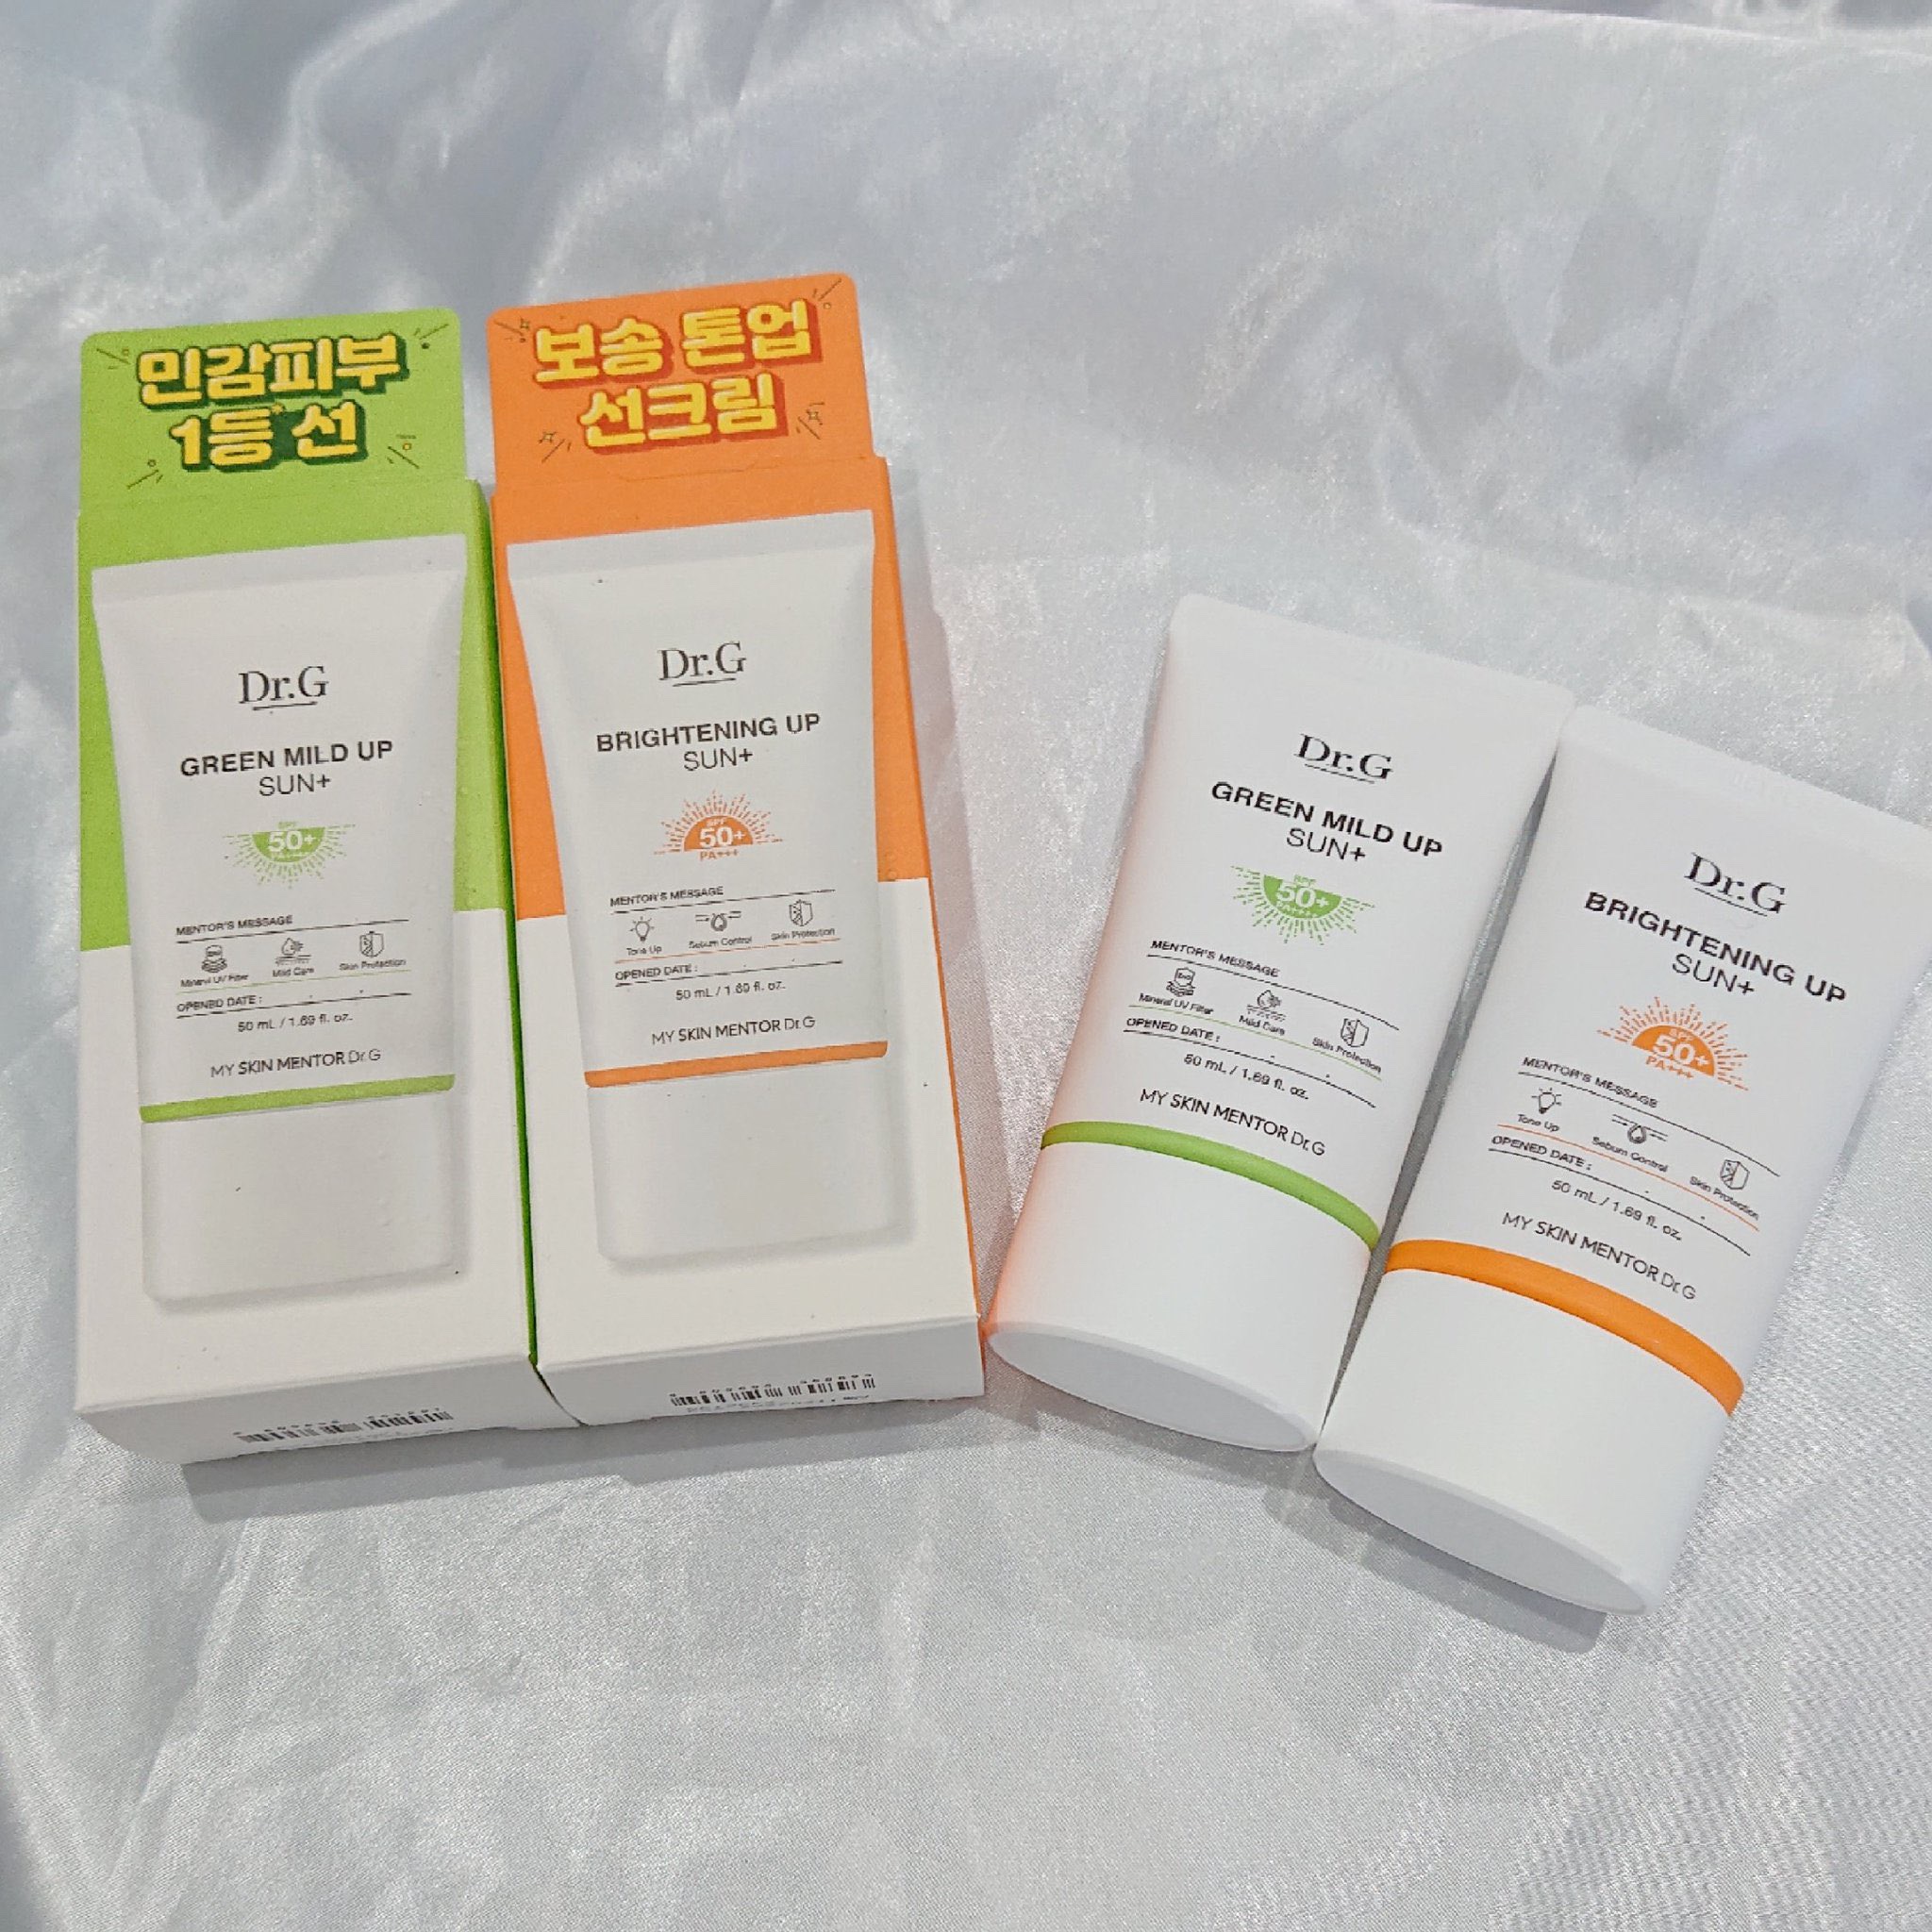 민감피부
1등* 선
Dr.G
GREEN MILD UP
SUN+
SPF
50+
PA++++
MENTOR'S MESSAGE
Mineral UV Filter
Mild Care
Skin Protection
OPENED DATE :
50 mL / 1.69 fl. oz.
MY SKIN MENTOR Dr.G
보송 톤업
선크림
Dr.G
BRIGHTENING UP
SUN+
SPF
50+
PA+++
MENTOR'S MESSAGE
Tone Up
Sebum Control
Skin Protection
OPENED DATE :
50 mL / 1.69 fl. oz.
MY SKIN MENTOR Dr.G
Dr.G
GREEN MILD UP
SUN+
SPF
50+
PA++++
MENTOR'S MESSAGE
Mineral UV Filter
Mild Care
Skin Protection
OPENED DATE :
50 mL / 1.69 fl. oz.
MY SKIN MENTOR Dr.G
Dr.G
BRIGHTENING UP
SUN+
SPF
50+
PA+++
MENTOR'S MESSAGE
Tone Up
Sebum Control
Skin Protection
OPENED DATE :
50 mL / 1.69 fl. oz.
MY SKIN MENTOR Dr.G